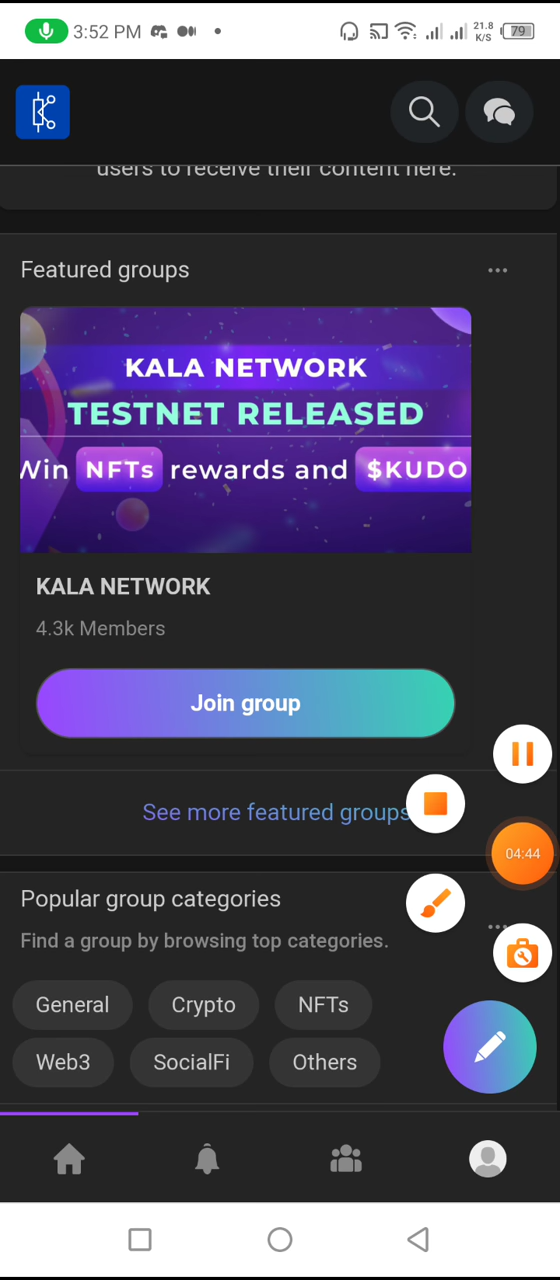 3:52 PM
21.8
K/S
79
users to receive their content here.
Featured groups
KALA NETWORK
TESTNET RELEASED
Win NFTs rewards and $KUDO
KALA NETWORK
4.3k Members
Join group
See more featured groups
04:44
Popular group categories
Find a group by browsing top categories.
General Crypto NFTs
Web3 SocialFi Others